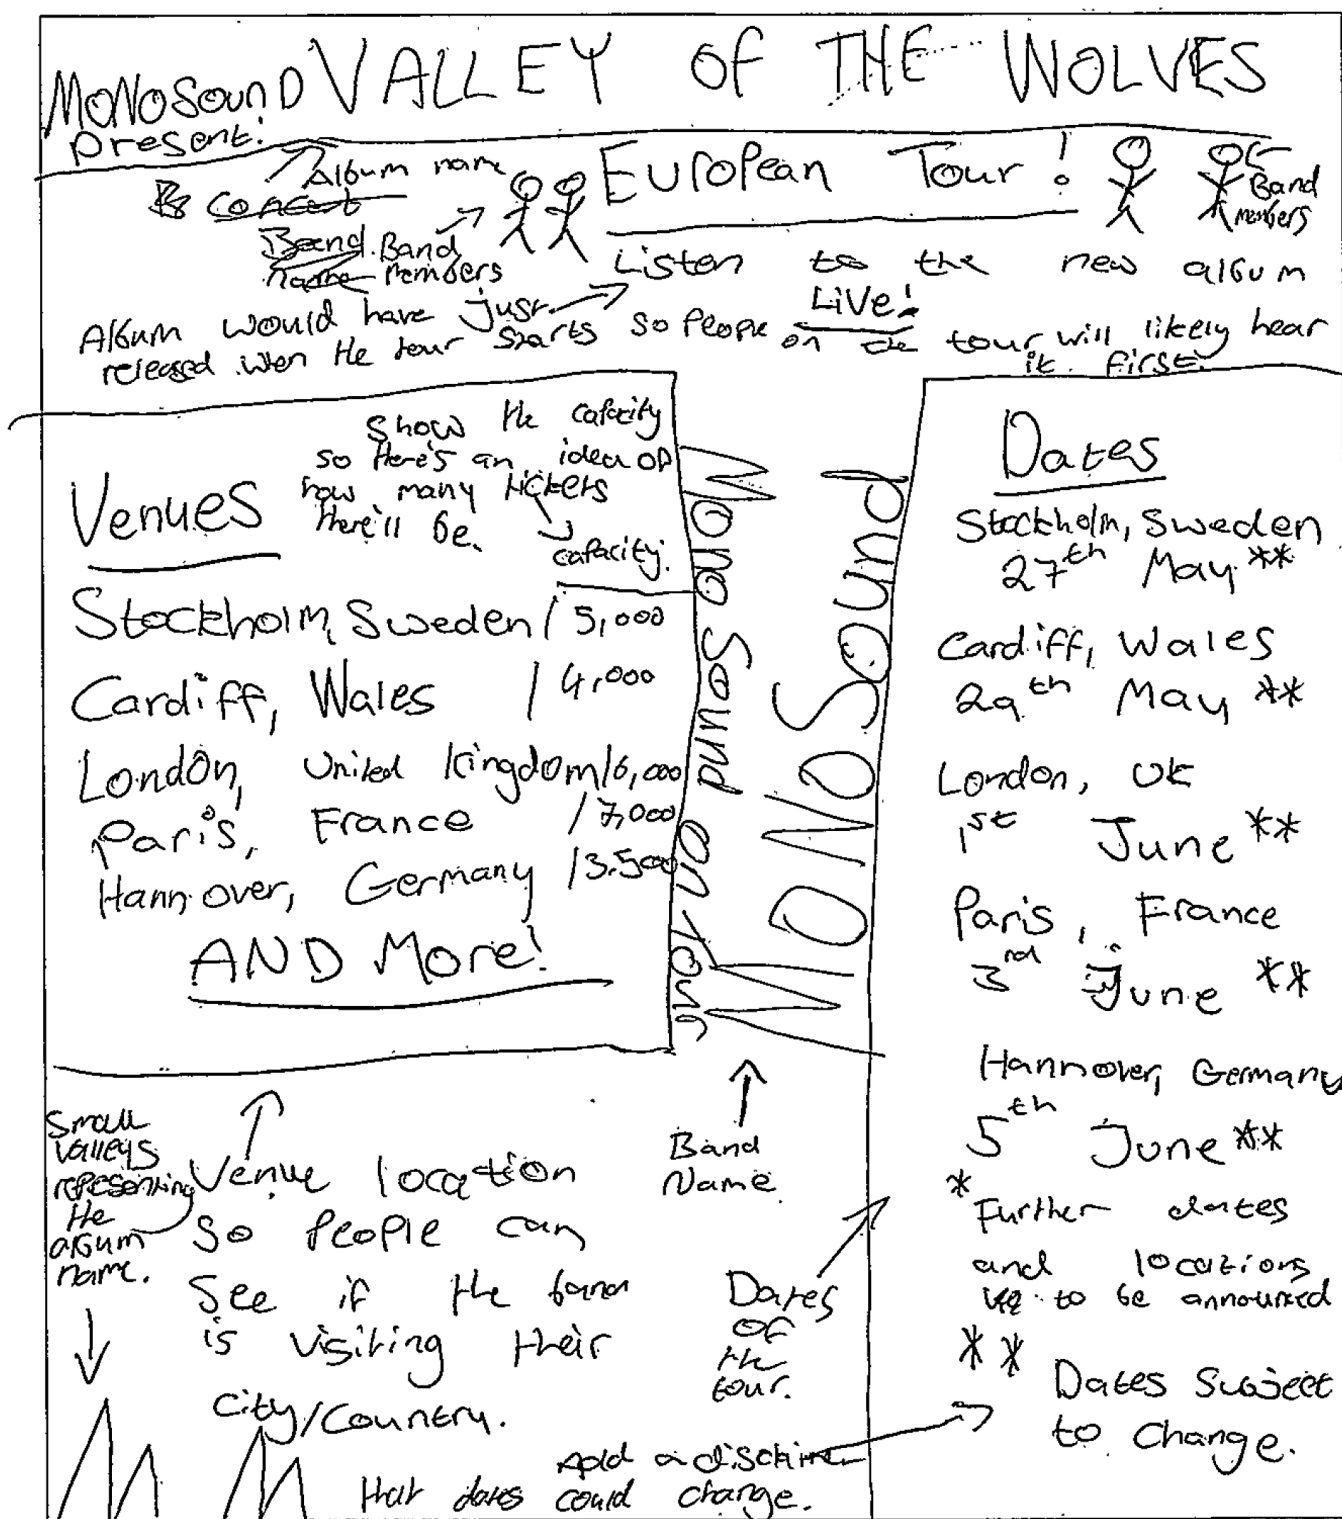 MONOSOUND VALLEY OF THE WOLVES
Present:
Album name
European Tour!
Concert
Band
members
Band. Band
name members
Listen to the new album
LIVE!
Album would have just
released when the tour starts so people on the tour will likely hear
it first.
Show the capacity
so there's an idea of
how many tickets
there'll be.
capacity.
Venues
Stockholm, Sweden / 5,000
Cardiff, Wales / 4,000
London, United Kingdom / 6,000
Paris, France / 7,000
Hannover, Germany / 3.500
AND More!
Mono Sound on tour
MONOSOUND
Dates
Stockholm, Sweden
27th May **
Cardiff, Wales
29th May **
London, UK
1st June **
Paris, France
3rd June **
Hannover, Germany
5th June **
* Further dates
and locations
to be announced
** Dates Subject
to change.
Small
valleys
representing
the
album
name.
Venue location
so people can
see if the band
is visiting their
city/country.
Band
Name.
Dates
of
the
tour.
Add a
that dates could change.